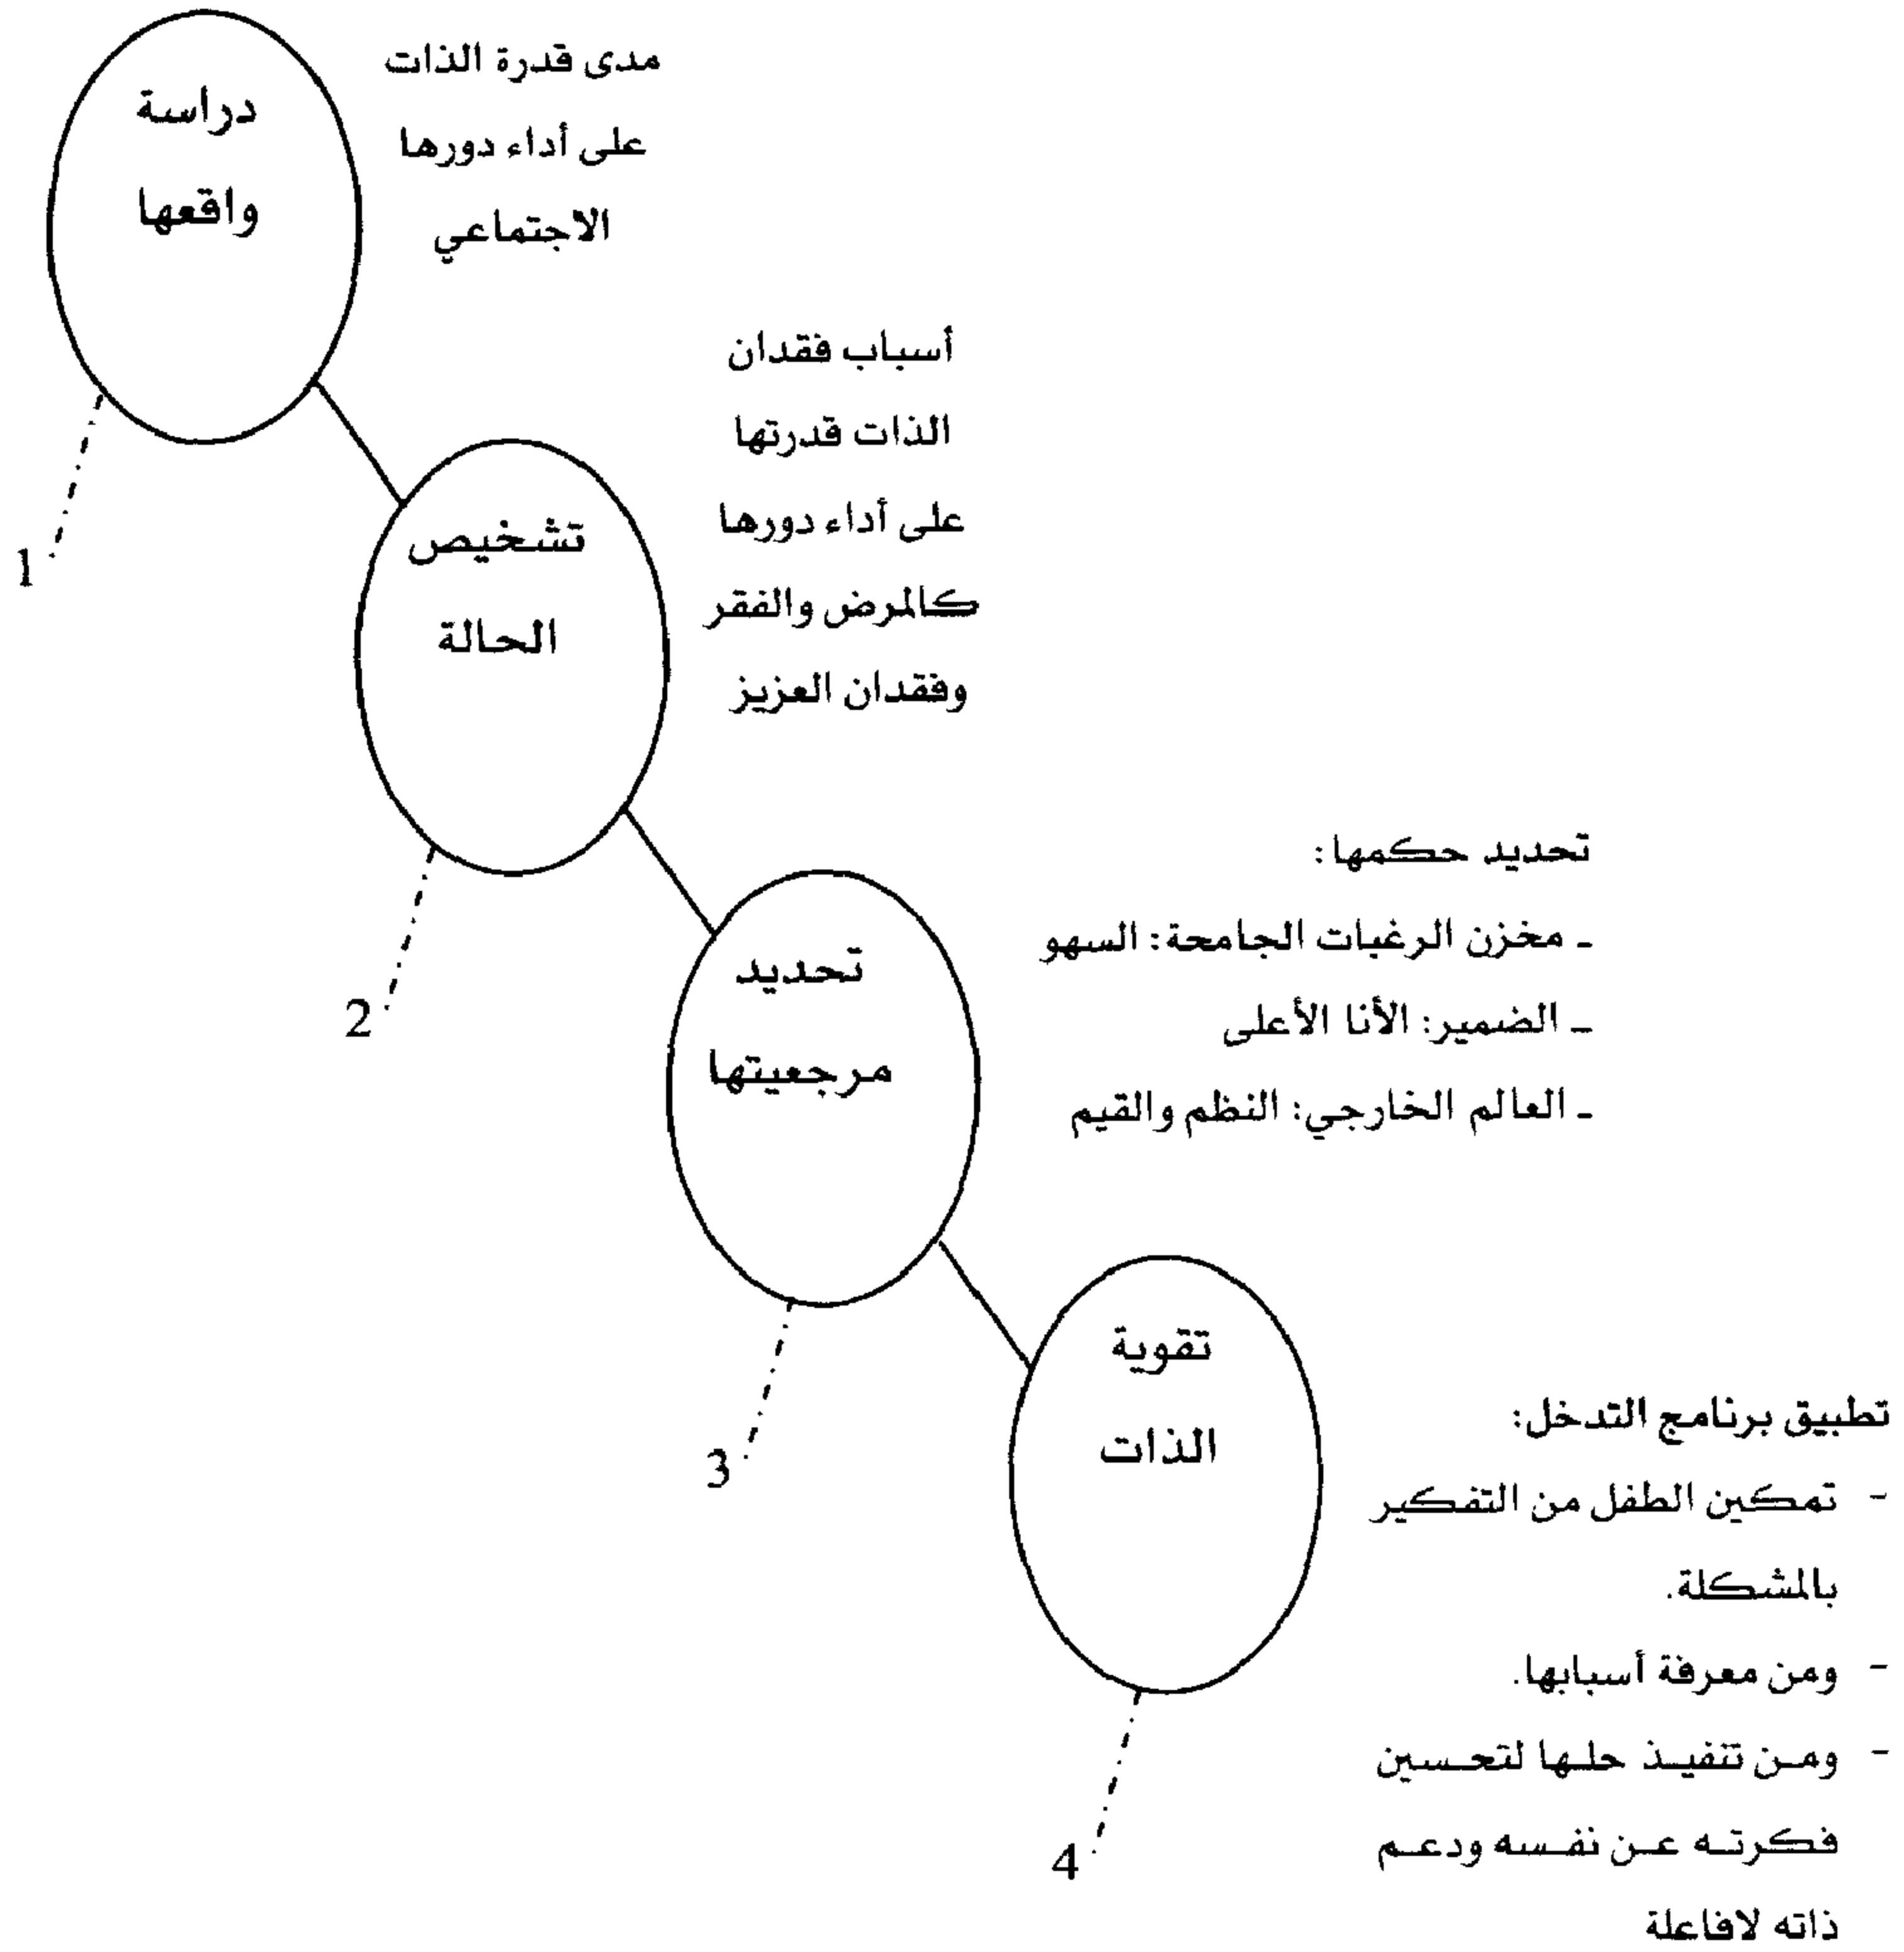 دراسة
واقعها
مدى قدرة الذات
على أداء دورها
الاجتماعي
1
تشخيص
الحالة
أسباب فقدان
الذات قدرتها
على أداء دورها
كالمرض والفقر
وفقدان العزيز
2
تحديد
مرجعيتها
تحديد حكمها:
ـ مخزن الرغبات الجامحة: السهو
ـ الضمير: الأنا الأعلى
ـ العالم الخارجي: النظم والقيم
3
تقوية
الذات
تطبيق برنامج التدخل:
- تمكين الطفل من التفكير
بالمشكلة.
- ومن معرفة أسبابها.
- ومن تنفيذ حلها لتحسين
فكرته عن نفسه ودعم
ذاته لافاعلة
4